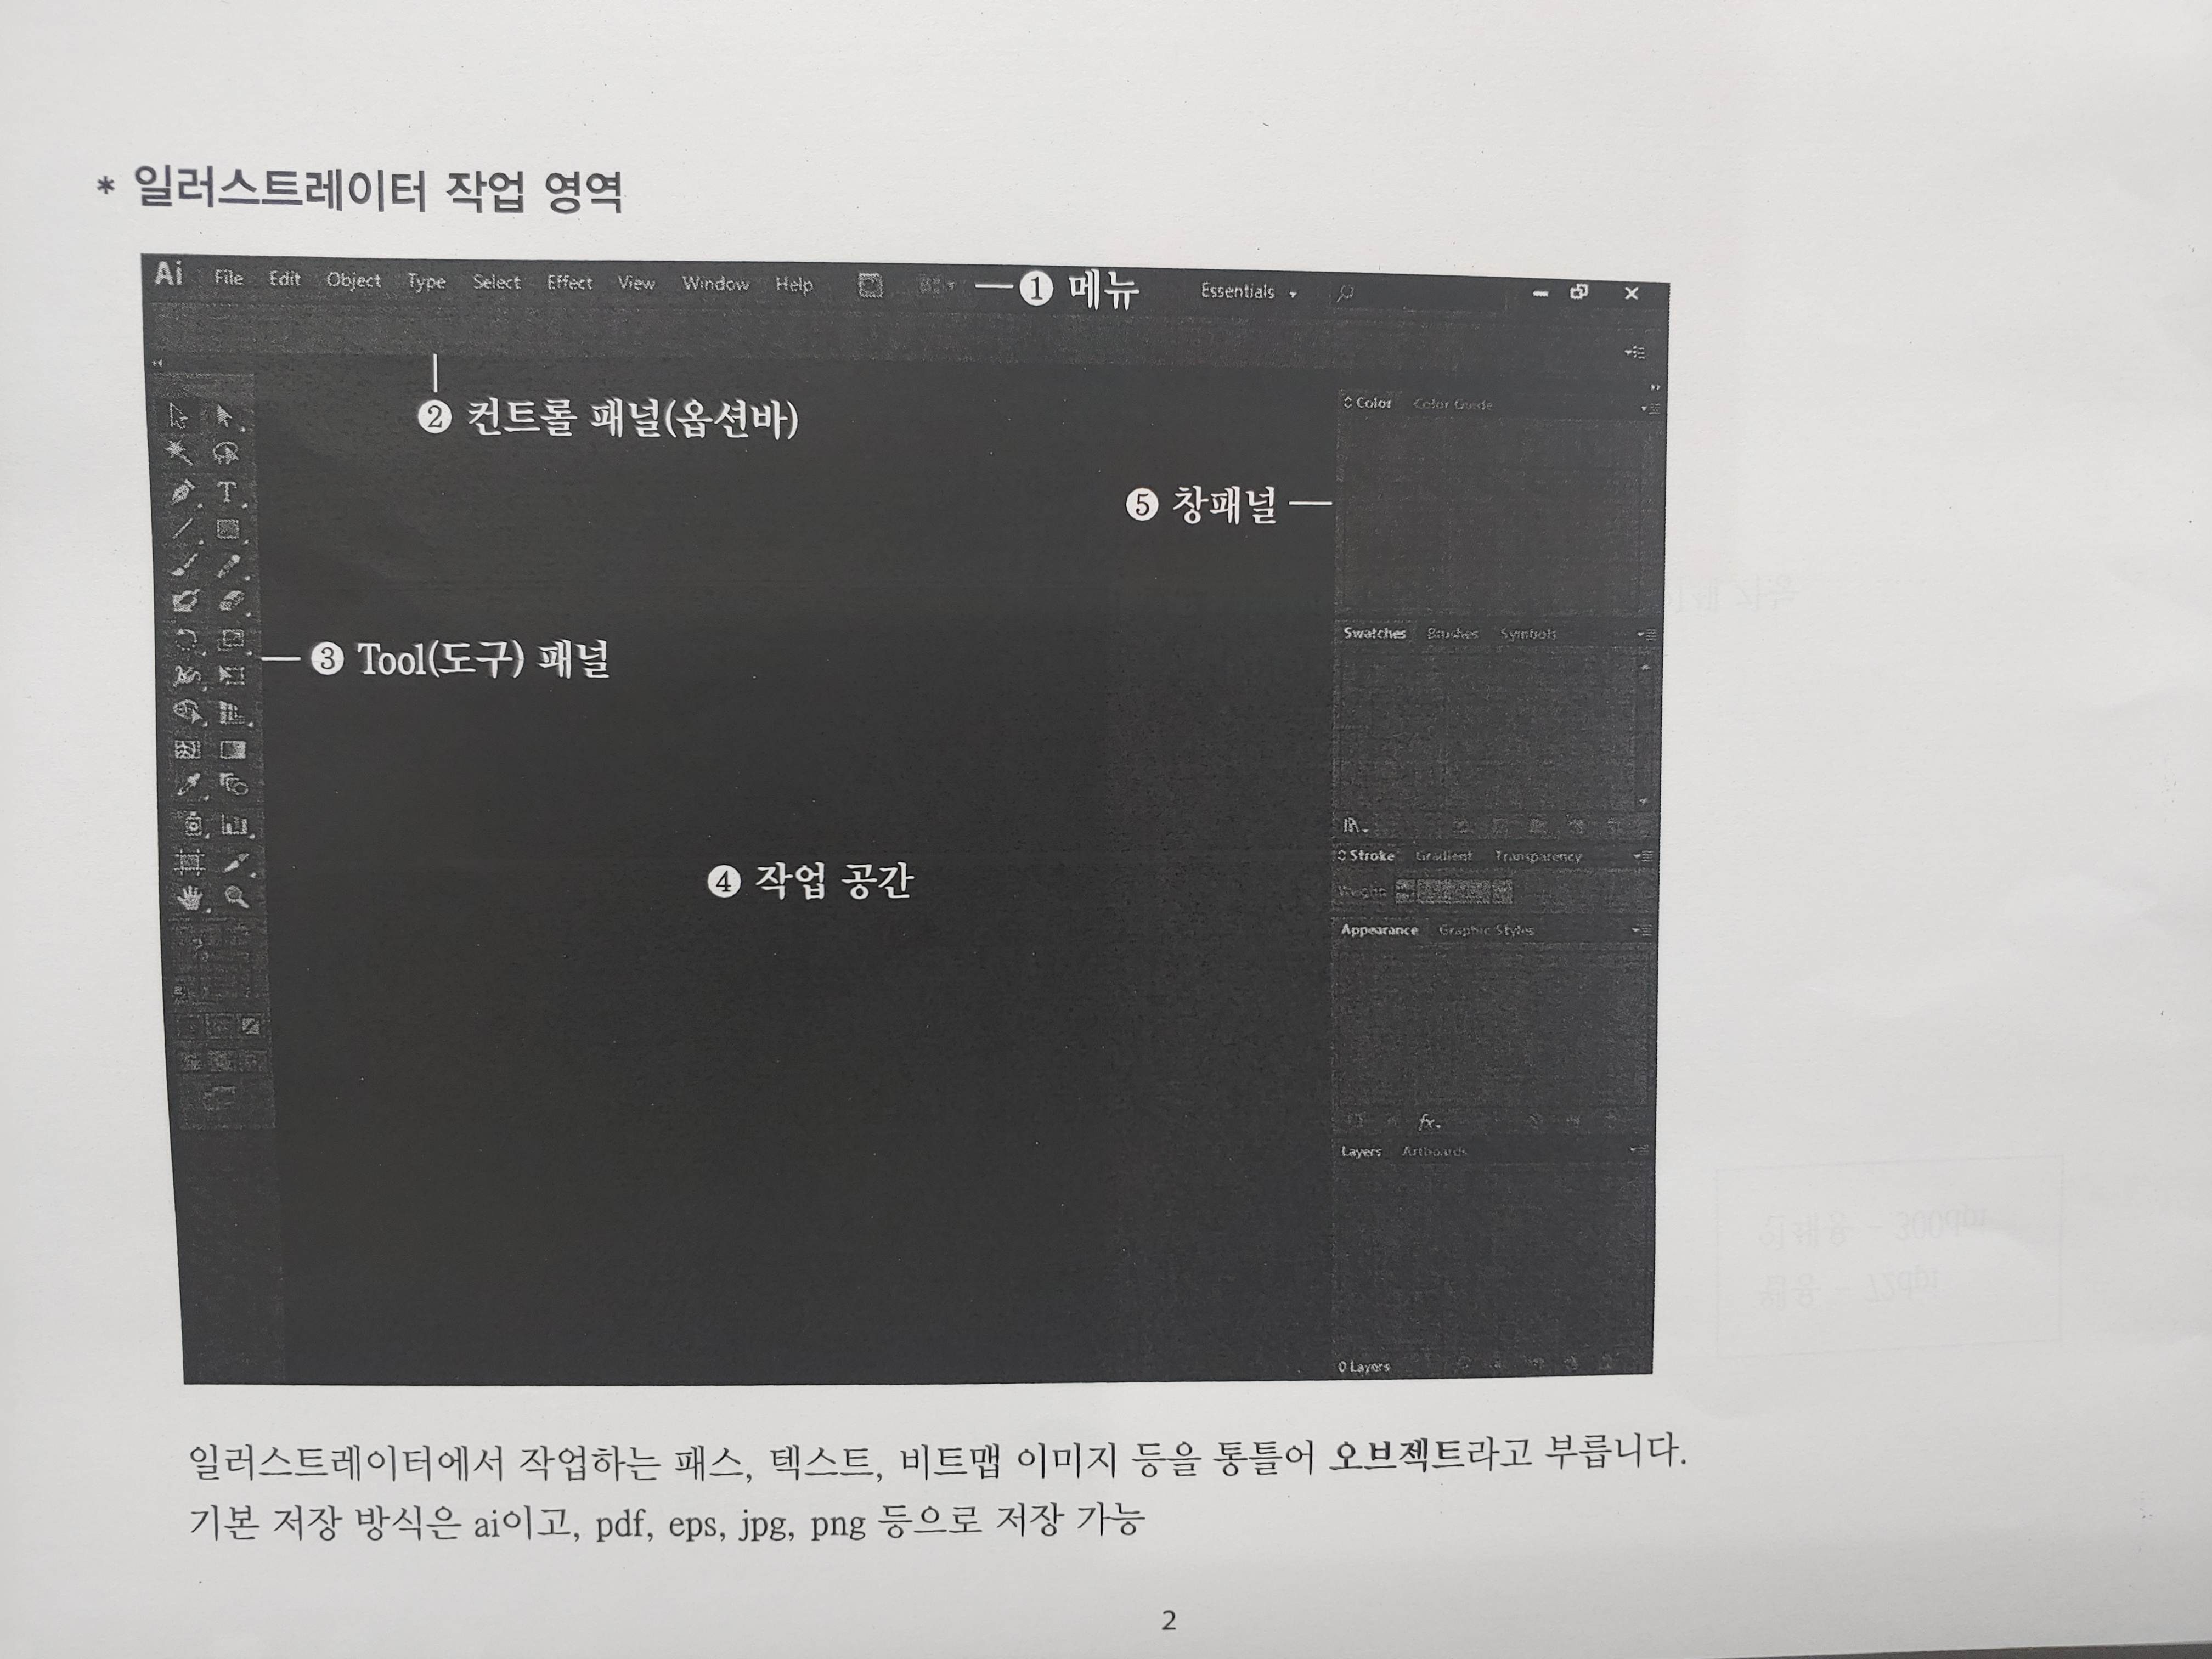 * 일러스트레이터 작업 영역
Ai File Edit Object Type Select Effect View Window Help ❶ 메뉴 Essentials
❷ 컨트롤 패널(옵션바)
Color Color Guide
❺ 창패널
T
Swatches Brushes Symbols
❸ Tool(도구) 패널
Stroke Gradient Transparency
❹ 작업 공간
Appearance Graphic Styles
fx
Layers Artboards
0 Layers
일러스트레이터에서 작업하는 패스, 텍스트, 비트맵 이미지 등을 통틀어 오브젝트라고 부릅니다.
기본 저장 방식은 ai이고, pdf, eps, jpg, png 등으로 저장 가능
2